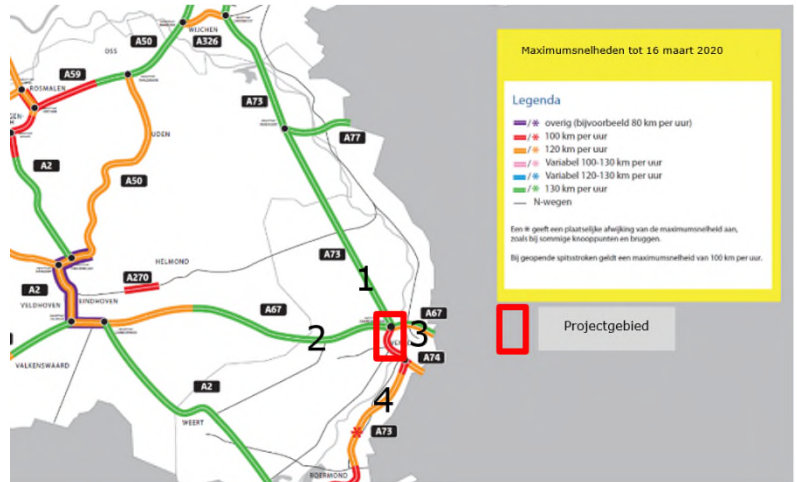 WIJCHEN
OSS
A50
A326
A59
ROSMALEN
A73
A77
UDEN
A2
A50
HELMOND
A73
1
A270
A2
VELDHOVEN
EINDHOVEN
A67
2
3
A67
A74
VALKENSWAARD
A2
4
WEERT
A73
ROERMOND
Maximumsnelheden tot 16 maart 2020
Legenda
/* overig (bijvoorbeeld 80 km per uur)
/* 100 km per uur
/* 120 km per uur
/* Variabel 100-130 km per uur
/* Variabel 120-130 km per uur
/* 130 km per uur
N-wegen
Een * geeft een plaatselijke afwijking van de maximumsnelheid aan,
zoals bij sommige knooppunten en bruggen.
Bij geopende spitsstroken geldt een maximumsnelheid van 100 km per uur.
Projectgebied